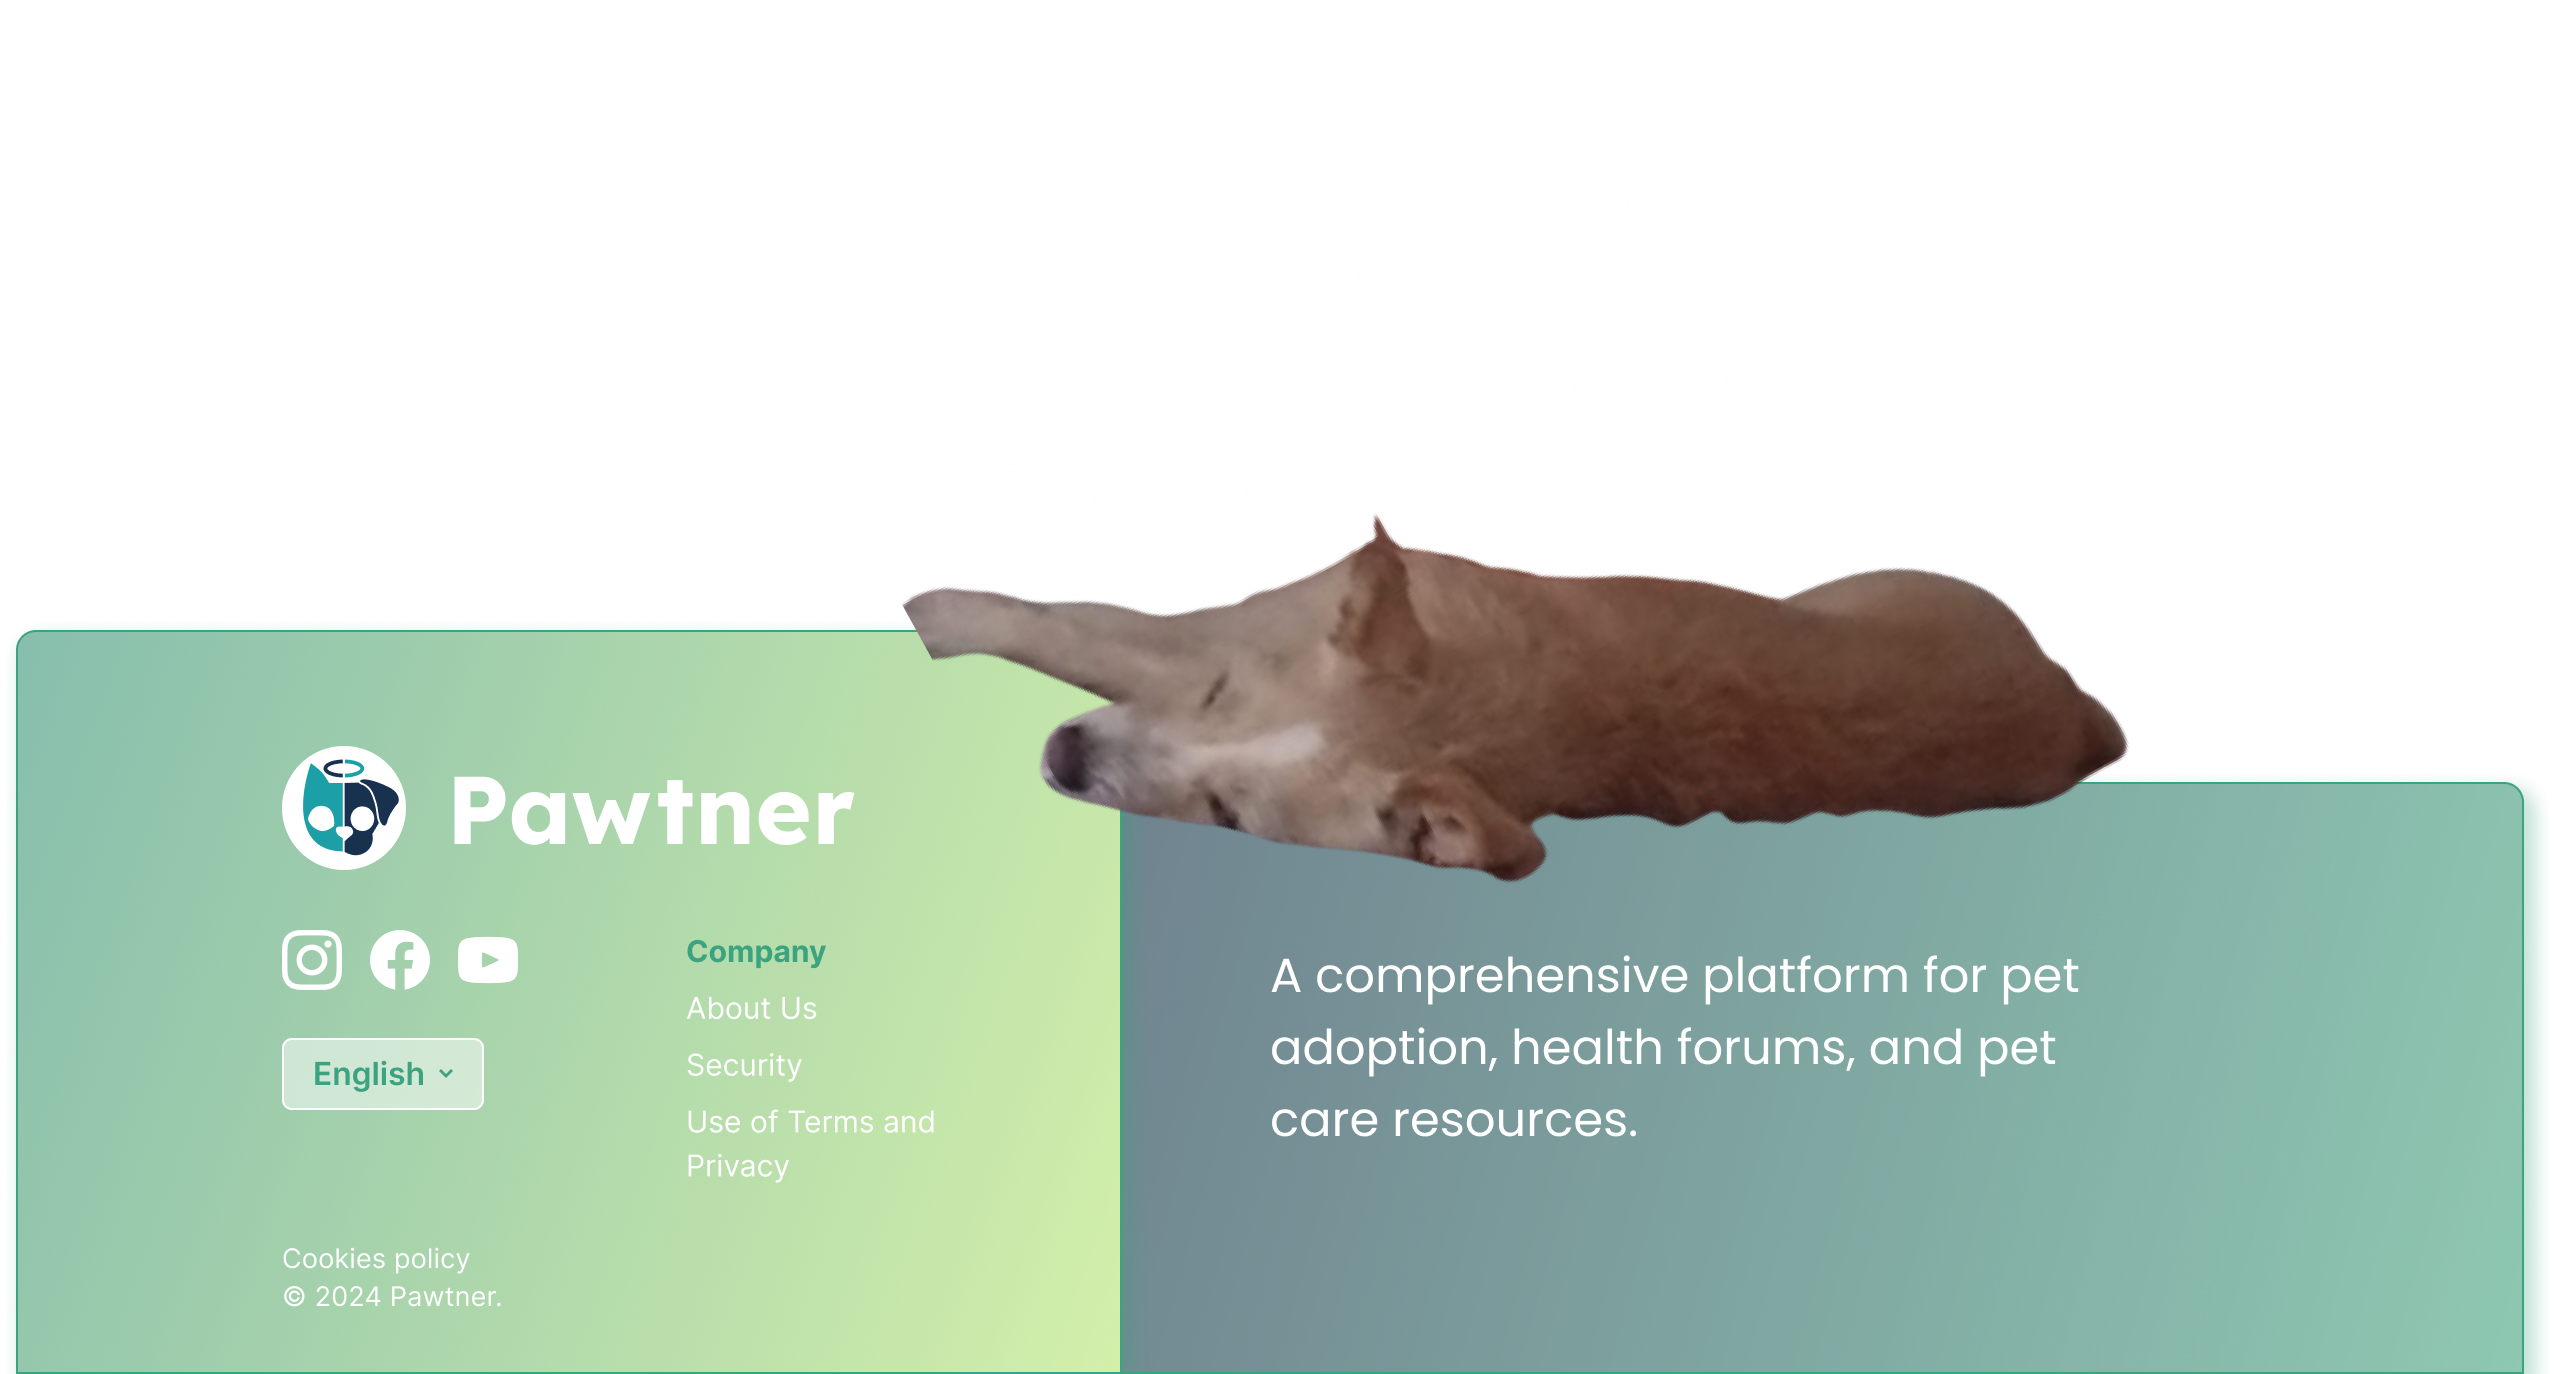 Pawtner
English
Company
About Us
Security
Use of Terms and
Privacy
Cookies policy
© 2024 Pawtner.
A comprehensive platform for pet
adoption, health forums, and pet
care resources.